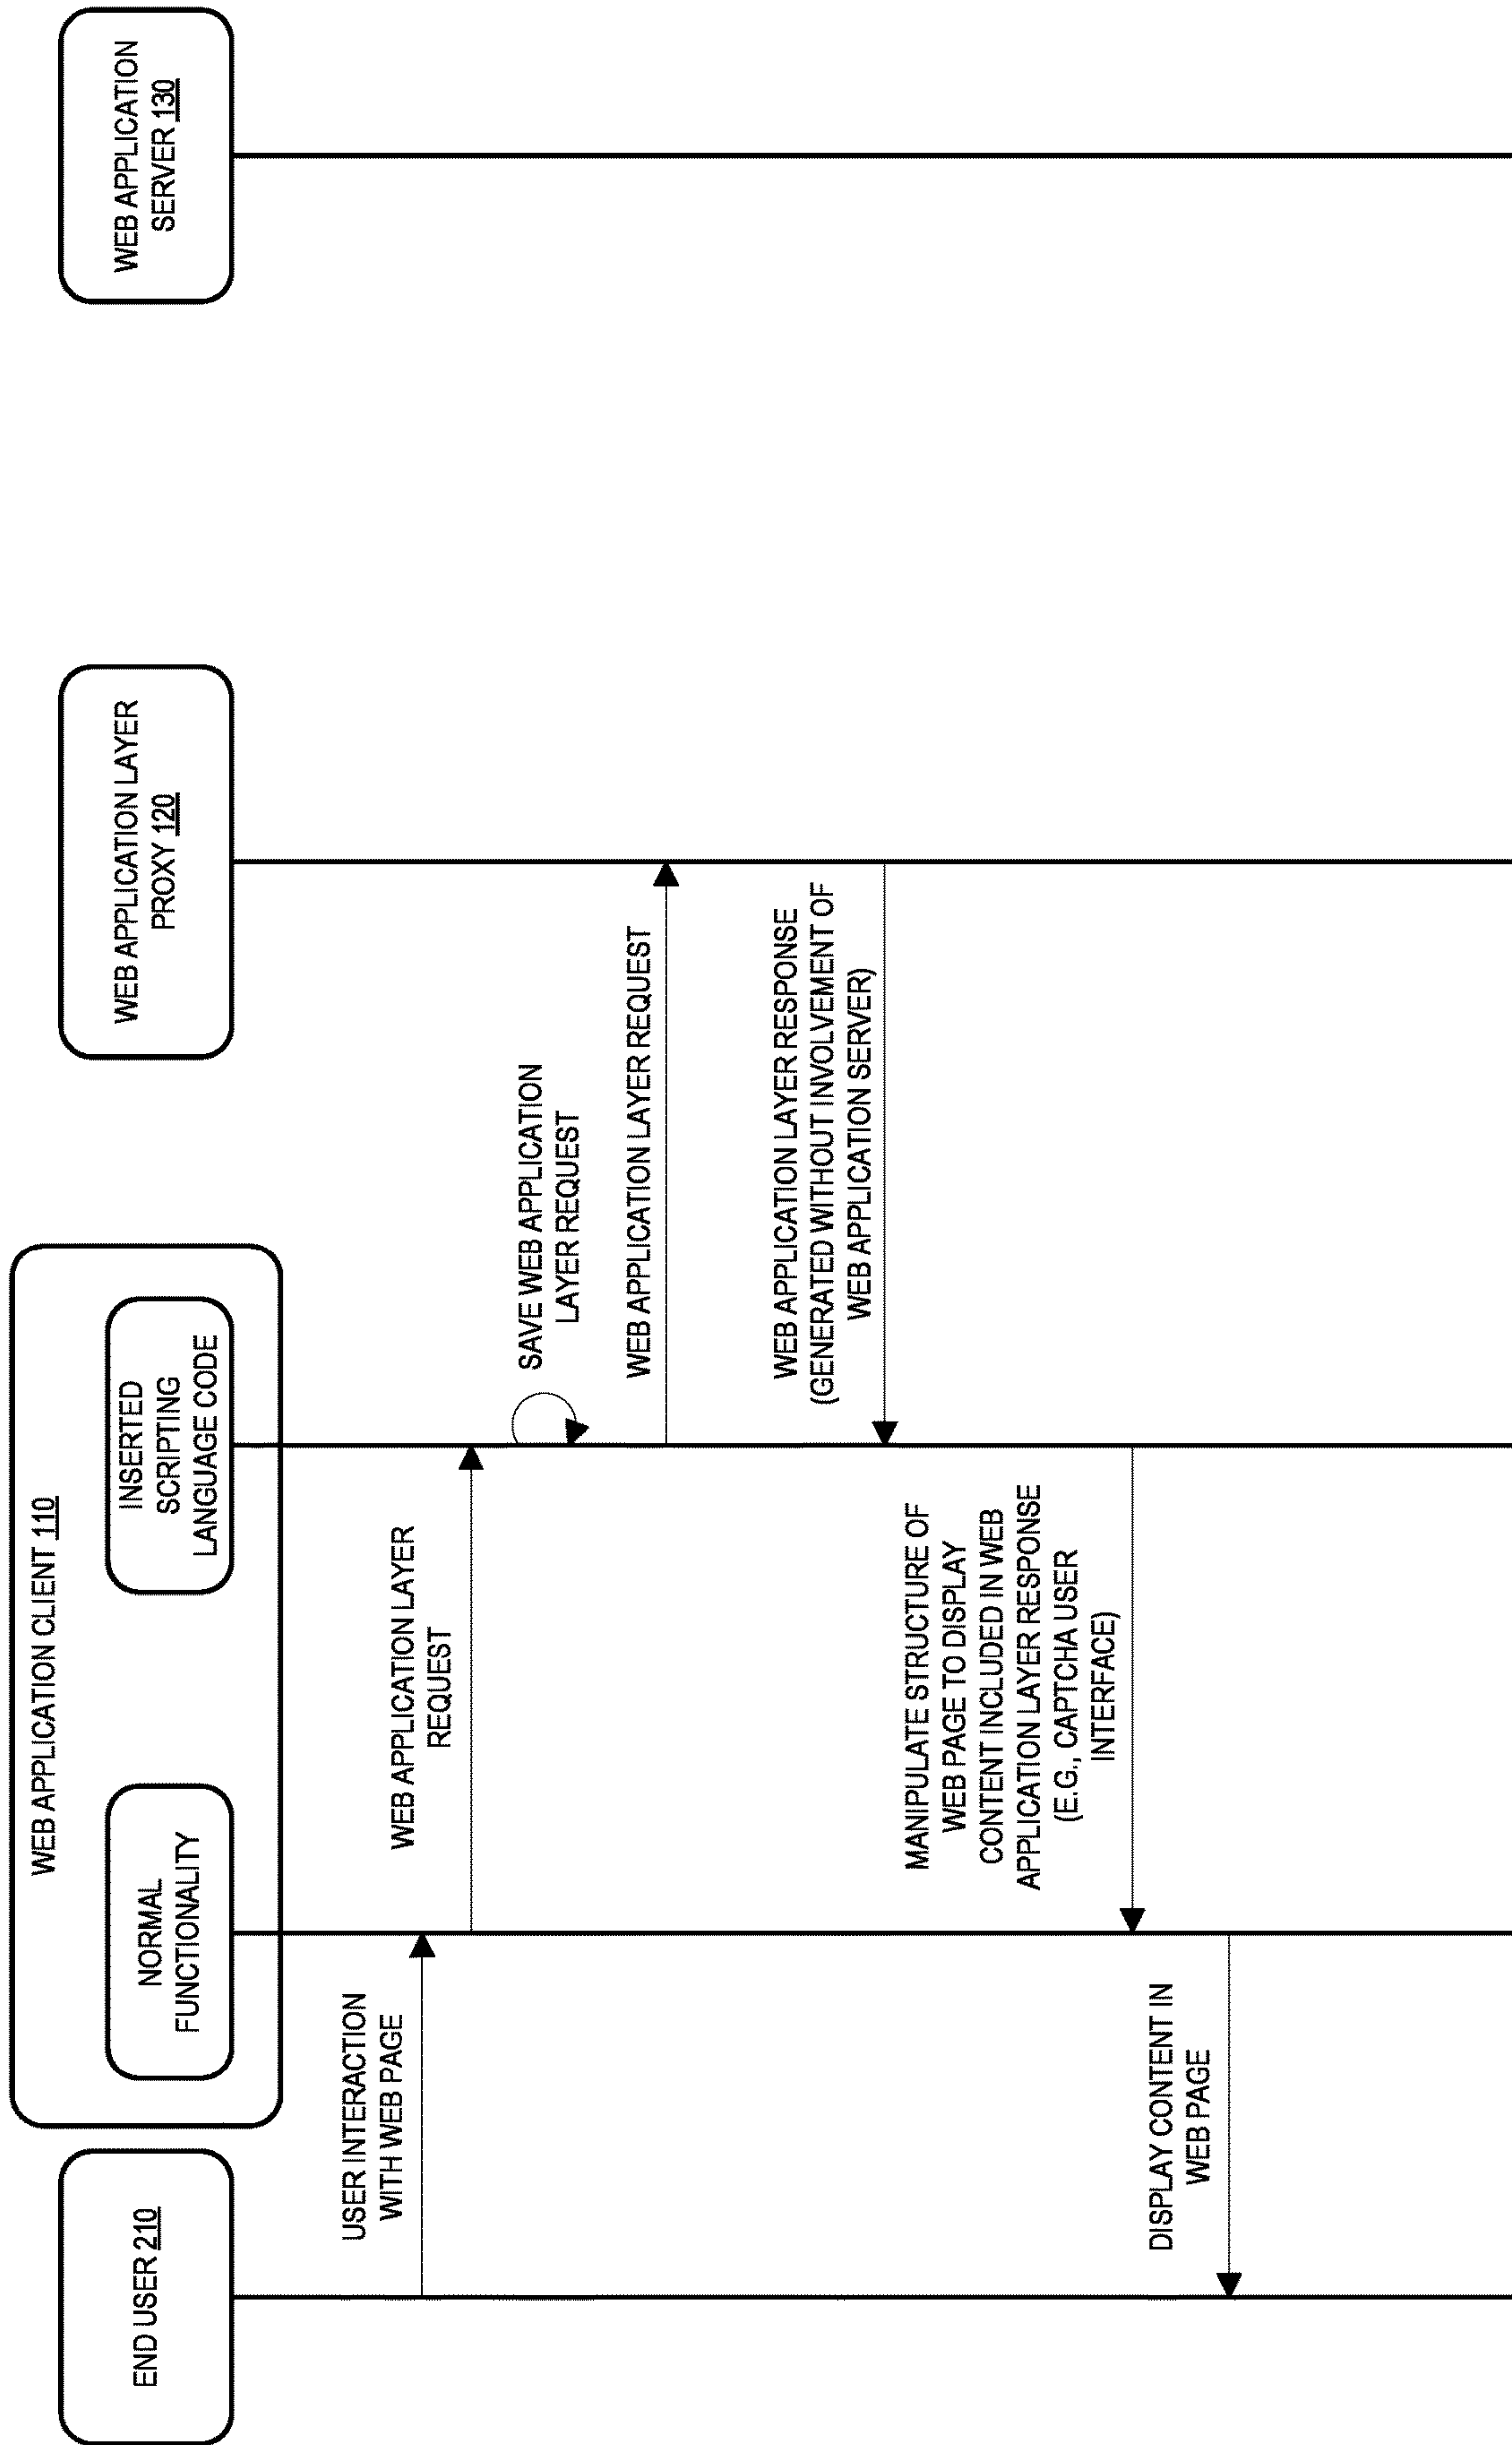 END USER 210
WEB APPLICATION CLIENT 110
NORMAL
FUNCTIONALITY
INSERTED
SCRIPTING
LANGUAGE CODE
WEB APPLICATION LAYER
PROXY 120
WEB APPLICATION
SERVER 130
USER INTERACTION
WITH WEB PAGE
WEB APPLICATION LAYER
REQUEST
SAVE WEB APPLICATION
LAYER REQUEST
WEB APPLICATION LAYER REQUEST
WEB APPLICATION LAYER RESPONSE
(GENERATED WITHOUT INVOLVEMENT OF
WEB APPLICATION SERVER)
MANIPULATE STRUCTURE OF
WEB PAGE TO DISPLAY
CONTENT INCLUDED IN WEB
APPLICATION LAYER RESPONSE
(E.G., CAPTCHA USER
INTERFACE)
DISPLAY CONTENT IN
WEB PAGE